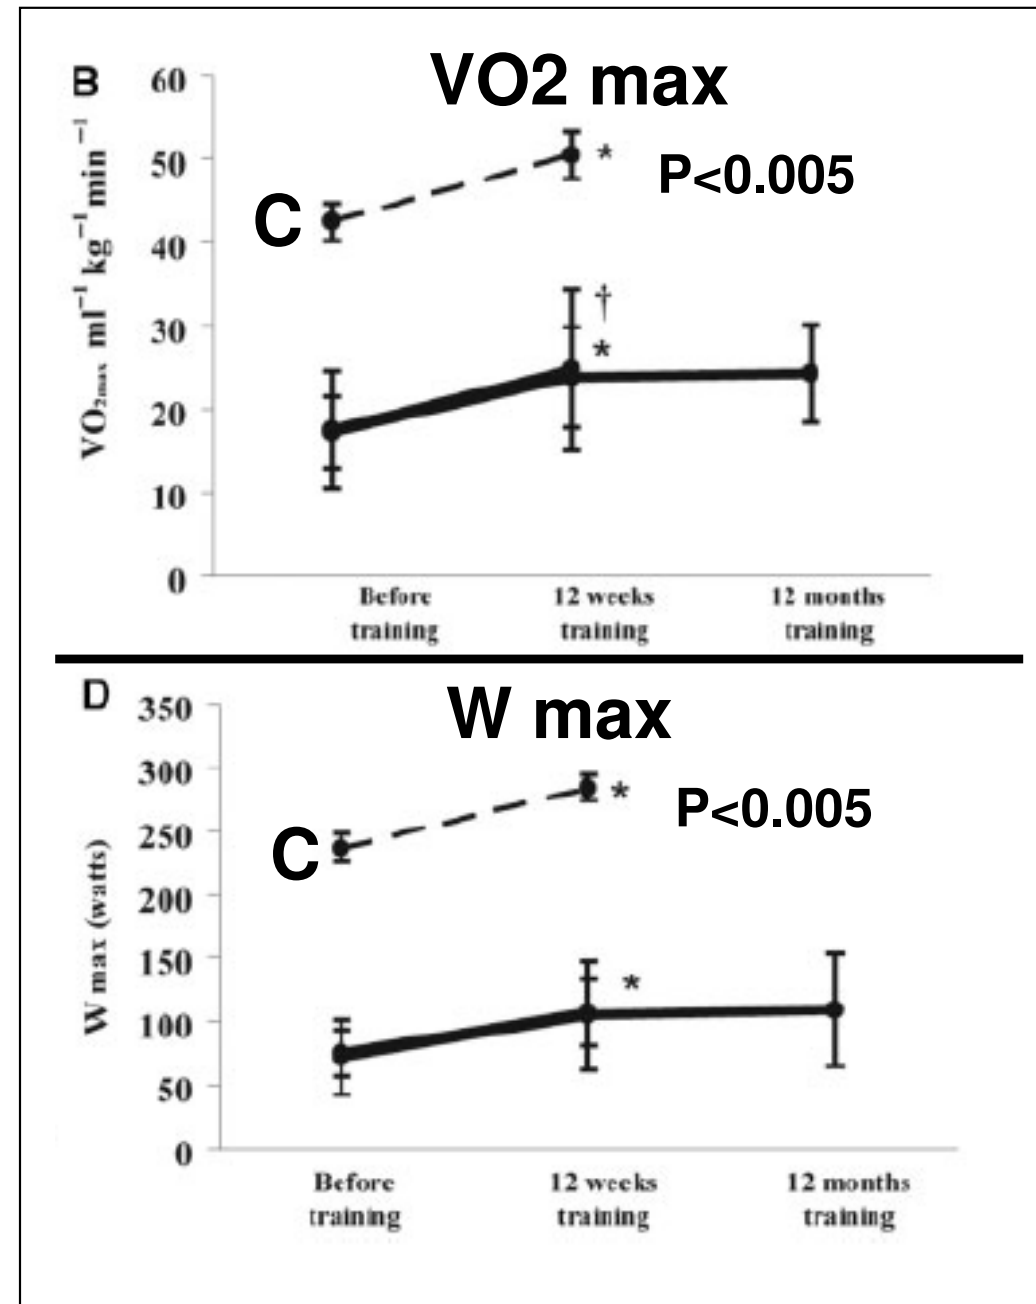 B
VO2 max
60
50
40
30
20
10
0
VO₂max ml⁻¹ kg⁻¹ min⁻¹
C
*
P<0.005
†
*
Before training
12 weeks training
12 months training
D
W max
350
300
250
200
150
100
50
0
W max (watts)
C
*
P<0.005
*
Before training
12 weeks training
12 months training